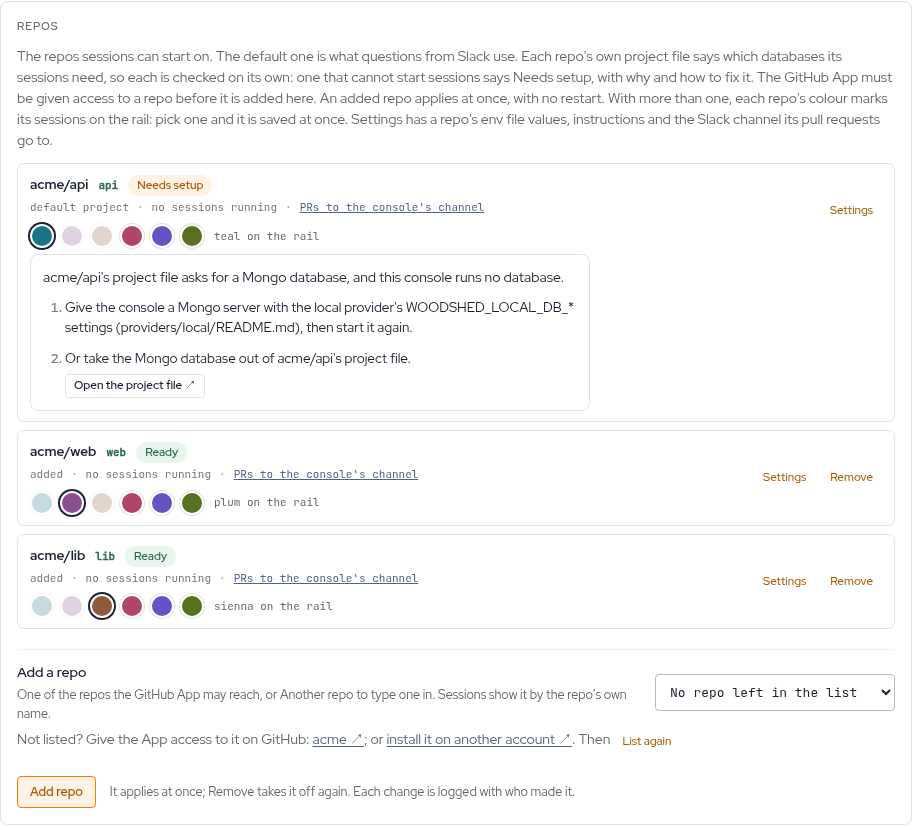 REPOS
The repos sessions can start on. The default one is what questions from Slack use. Each repo's own project file says which databases its
sessions need, so each is checked on its own: one that cannot start sessions says Needs setup, with why and how to fix it. The GitHub App must
be given access to a repo before it is added here. An added repo applies at once, with no restart. With more than one, each repo's colour marks
its sessions on the rail: pick one and it is saved at once. Settings has a repo's env file values, instructions and the Slack channel its pull requests
go to.
acme/api api Needs setup
default project · no sessions running · PRs to the console's channel
Settings
teal on the rail
acme/api's project file asks for a Mongo database, and this console runs no database.
1. Give the console a Mongo server with the local provider's WOODSHED_LOCAL_DB_*
settings (providers/local/README.md), then start it again.
2. Or take the Mongo database out of acme/api's project file.
Open the project file ↗
acme/web web Ready
added · no sessions running · PRs to the console's channel
Settings Remove
plum on the rail
acme/lib lib Ready
added · no sessions running · PRs to the console's channel
Settings Remove
sienna on the rail
Add a repo
One of the repos the GitHub App may reach, or Another repo to type one in. Sessions show it by the repo's own
name.
No repo left in the list
Not listed? Give the App access to it on GitHub: acme ↗; or install it on another account ↗. Then List again
Add repo It applies at once; Remove takes it off again. Each change is logged with who made it.